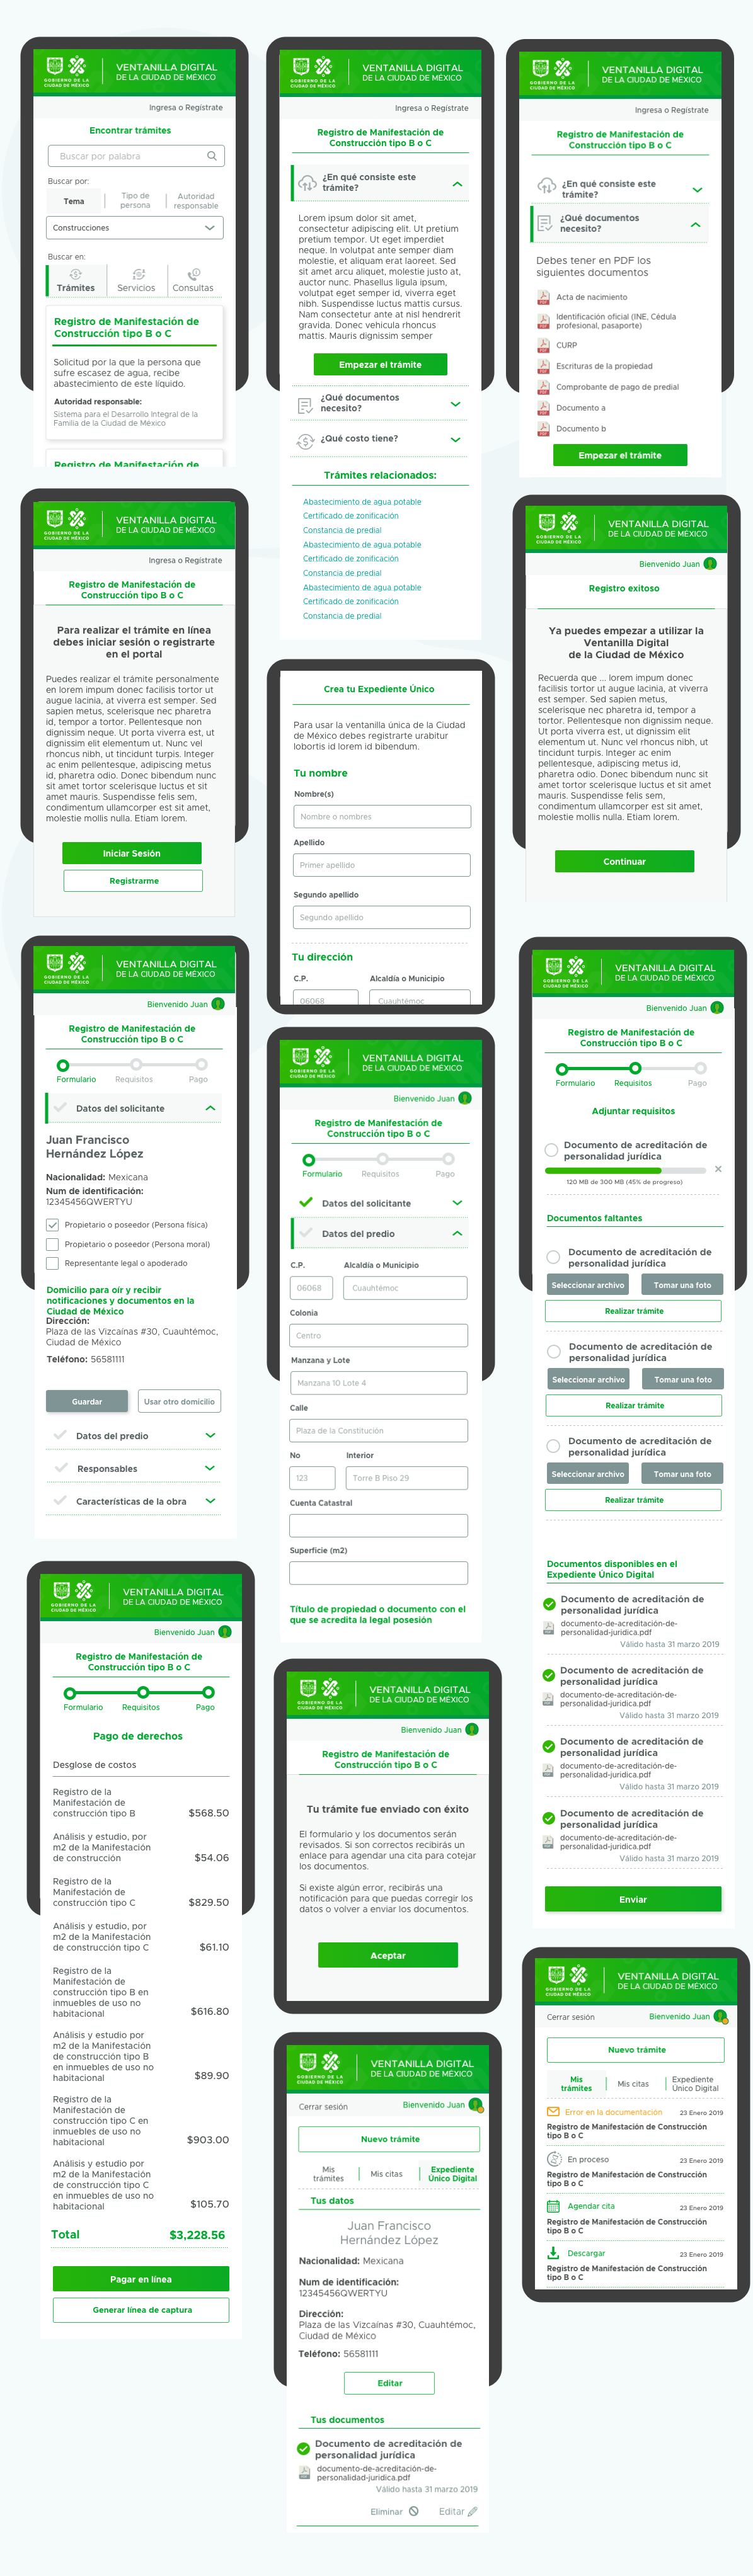 GOBIERNO DE LA
CIUDAD DE MÉXICO
VENTANILLA DIGITAL
DE LA CIUDAD DE MÉXICO
Ingresa o Regístrate
Encontrar trámites
Buscar por palabra
Buscar por:
Tema
Tipo de
persona
Autoridad
responsable
Construcciones
Buscar en:
Trámites
Servicios
Consultas
Registro de Manifestación de
Construcción tipo B o C
Solicitud por la que la persona que
sufre escasez de agua, recibe
abastecimiento de este líquido.
Autoridad responsable:
Sistema para el Desarrollo Integral de la
Familia de la Ciudad de México
Registro de Manifestación de
GOBIERNO DE LA
CIUDAD DE MÉXICO
VENTANILLA DIGITAL
DE LA CIUDAD DE MÉXICO
Ingresa o Regístrate
Registro de Manifestación de
Construcción tipo B o C
¿En qué consiste este
trámite?
Lorem ipsum dolor sit amet,
consectetur adipiscing elit. Ut pretium
pretium tempor. Ut eget imperdiet
neque. In volutpat ante semper diam
molestie, et aliquam erat laoreet. Sed
sit amet arcu aliquet, molestie justo at,
auctor nunc. Phasellus ligula ipsum,
volutpat eget semper id, viverra eget
nibh. Suspendisse luctus mattis cursus.
Nam consectetur ante at nisl hendrerit
gravida. Donec vehicula rhoncus
mattis. Mauris dignissim semper
Empezar el trámite
¿Qué documentos
necesito?
¿Qué costo tiene?
Trámites relacionados:
Abastecimiento de agua potable
Certificado de zonificación
Constancia de predial
Abastecimiento de agua potable
Certificado de zonificación
Constancia de predial
Abastecimiento de agua potable
Certificado de zonificación
Constancia de predial
GOBIERNO DE LA
CIUDAD DE MÉXICO
VENTANILLA DIGITAL
DE LA CIUDAD DE MÉXICO
Ingresa o Regístrate
Registro de Manifestación de
Construcción tipo B o C
¿En qué consiste este
trámite?
¿Qué documentos
necesito?
Debes tener en PDF los
siguientes documentos
Acta de nacimiento
Identificación oficial (INE, Cédula
profesional, pasaporte)
CURP
Escrituras de la propiedad
Comprobante de pago de predial
Documento a
Documento b
Empezar el trámite
GOBIERNO DE LA
CIUDAD DE MÉXICO
VENTANILLA DIGITAL
DE LA CIUDAD DE MÉXICO
Ingresa o Regístrate
Registro de Manifestación de
Construcción tipo B o C
Para realizar el trámite en línea
debes iniciar sesión o registrarte
en el portal
Puedes realizar el trámite personalmente
en lorem impum donec facilisis tortor ut
augue lacinia, at viverra est semper. Sed
sapien metus, scelerisque nec pharetra
id, tempor a tortor. Pellentesque non
dignissim neque. Ut porta viverra est, ut
dignissim elit elementum ut. Nunc vel
rhoncus nibh, ut tincidunt turpis. Integer
ac enim pellentesque, adipiscing metus
id, pharetra odio. Donec bibendum nunc
sit amet tortor scelerisque luctus et sit
amet mauris. Suspendisse felis sem,
condimentum ullamcorper est sit amet,
molestie mollis nulla. Etiam lorem.
Iniciar Sesión
Registrarme
Crea tu Expediente Único
Para usar la ventanilla única de la Ciudad
de México debes registrarte urabitur
lobortis id lorem id bibendum.
Tu nombre
Nombre(s)
Nombre o nombres
Apellido
Primer apellido
Segundo apellido
Segundo apellido
Tu dirección
C.P.
Alcaldía o Municipio
06068
Cuauhtémoc
GOBIERNO DE LA
CIUDAD DE MÉXICO
VENTANILLA DIGITAL
DE LA CIUDAD DE MÉXICO
Bienvenido Juan
Registro exitoso
Ya puedes empezar a utilizar la
Ventanilla Digital
de la Ciudad de México
Recuerda que ... lorem impum donec
facilisis tortor ut augue lacinia, at viverra
est semper. Sed sapien metus,
scelerisque nec pharetra id, tempor a
tortor. Pellentesque non dignissim neque.
Ut porta viverra est, ut dignissim elit
elementum ut. Nunc vel rhoncus nibh, ut
tincidunt turpis. Integer ac enim
pellentesque, adipiscing metus id,
pharetra odio. Donec bibendum nunc sit
amet tortor scelerisque luctus et sit amet
mauris. Suspendisse felis sem,
condimentum ullamcorper est sit amet,
molestie mollis nulla. Etiam lorem.
Continuar
GOBIERNO DE LA
CIUDAD DE MÉXICO
VENTANILLA DIGITAL
DE LA CIUDAD DE MÉXICO
Bienvenido Juan
Registro de Manifestación de
Construcción tipo B o C
Formulario
Requisitos
Pago
Datos del solicitante
Juan Francisco
Hernández López
Nacionalidad: Mexicana
Num de identificación:
12345456QWERTYU
Propietario o poseedor (Persona física)
Propietario o poseedor (Persona moral)
Representante legal o apoderado
Domicilio para oír y recibir
notificaciones y documentos en la
Ciudad de México
Dirección:
Plaza de las Vizcaínas #30, Cuauhtémoc,
Ciudad de México
Teléfono: 56581111
Guardar
Usar otro domicilio
Datos del predio
Responsables
Características de la obra
GOBIERNO DE LA
CIUDAD DE MÉXICO
VENTANILLA DIGITAL
DE LA CIUDAD DE MÉXICO
Bienvenido Juan
Registro de Manifestación de
Construcción tipo B o C
Formulario
Requisitos
Pago
Datos del solicitante
Datos del predio
C.P.
Alcaldía o Municipio
06068
Cuauhtémoc
Colonia
Centro
Manzana y Lote
Manzana 10 Lote 4
Calle
Plaza de la Constitución
No
Interior
123
Torre B Piso 29
Cuenta Catastral
Superficie (m2)
Título de propiedad o documento con el
que se acredita la legal posesión
GOBIERNO DE LA
CIUDAD DE MÉXICO
VENTANILLA DIGITAL
DE LA CIUDAD DE MÉXICO
Bienvenido Juan
Registro de Manifestación de
Construcción tipo B o C
Formulario
Requisitos
Pago
Adjuntar requisitos
Documento de acreditación de
personalidad jurídica
120 MB de 300 MB (45% de progreso)
Documentos faltantes
Documento de acreditación de
personalidad jurídica
Seleccionar archivo
Tomar una foto
Realizar trámite
Documento de acreditación de
personalidad jurídica
Seleccionar archivo
Tomar una foto
Realizar trámite
Documento de acreditación de
personalidad jurídica
Seleccionar archivo
Tomar una foto
Realizar trámite
Documentos disponibles en el
Expediente Único Digital
Documento de acreditación de
personalidad jurídica
documento-de-acreditación-de-
personalidad-juridica.pdf
Válido hasta 31 marzo 2019
Documento de acreditación de
personalidad jurídica
documento-de-acreditación-de-
personalidad-juridica.pdf
Válido hasta 31 marzo 2019
Documento de acreditación de
personalidad jurídica
documento-de-acreditación-de-
personalidad-juridica.pdf
Válido hasta 31 marzo 2019
Documento de acreditación de
personalidad jurídica
documento-de-acreditación-de-
personalidad-juridica.pdf
Válido hasta 31 marzo 2019
Enviar
GOBIERNO DE LA
CIUDAD DE MÉXICO
VENTANILLA DIGITAL
DE LA CIUDAD DE MÉXICO
Bienvenido Juan
Registro de Manifestación de
Construcción tipo B o C
Formulario
Requisitos
Pago
Pago de derechos
Desglose de costos
Registro de la
Manifestación de
construcción tipo B
$568.50
Análisis y estudio, por
m2 de la Manifestación
de construcción
$54.06
Registro de la
Manifestación de
construcción tipo C
$829.50
Análisis y estudio, por
m2 de la Manifestación
de construcción tipo C
$61.10
Registro de la
Manifestación de
construcción tipo B en
inmuebles de uso no
habitacional
$616.80
Análisis y estudio por
m2 de la Manifestación
de construcción tipo B
en inmuebles de uso no
habitacional
$89.90
Registro de la
Manifestación de
construcción tipo C en
inmuebles de uso no
habitacional
$903.00
Análisis y estudio por
m2 de la Manifestación
de construcción tipo C
en inmuebles de uso no
habitacional
$105.70
Total
$3,228.56
Pagar en línea
Generar línea de captura
GOBIERNO DE LA
CIUDAD DE MÉXICO
VENTANILLA DIGITAL
DE LA CIUDAD DE MÉXICO
Bienvenido Juan
Registro de Manifestación de
Construcción tipo B o C
Tu trámite fue enviado con éxito
El formulario y los documentos serán
revisados. Si son correctos recibirás un
enlace para agendar una cita para cotejar
los documentos.
Si existe algún error, recibirás una
notificación para que puedas corregir los
datos o volver a enviar los documentos.
Aceptar
GOBIERNO DE LA
CIUDAD DE MÉXICO
VENTANILLA DIGITAL
DE LA CIUDAD DE MÉXICO
Cerrar sesión
Bienvenido Juan
Nuevo trámite
Mis
trámites
Mis citas
Expediente
Único Digital
Tus datos
Juan Francisco
Hernández López
Nacionalidad: Mexicana
Num de identificación:
12345456QWERTYU
Dirección:
Plaza de las Vizcaínas #30, Cuauhtémoc,
Ciudad de México
Teléfono: 56581111
Editar
Tus documentos
Documento de acreditación de
personalidad jurídica
documento-de-acreditación-de-
personalidad-juridica.pdf
Válido hasta 31 marzo 2019
Eliminar
Editar
GOBIERNO DE LA
CIUDAD DE MÉXICO
VENTANILLA DIGITAL
DE LA CIUDAD DE MÉXICO
Cerrar sesión
Bienvenido Juan
Nuevo trámite
Mis
trámites
Mis citas
Expediente
Único Digital
Error en la documentación
23 Enero 2019
Registro de Manifestación de Construcción
tipo B o C
En proceso
23 Enero 2019
Registro de Manifestación de Construcción
tipo B o C
Agendar cita
23 Enero 2019
Registro de Manifestación de Construcción
tipo B o C
Descargar
23 Enero 2019
Registro de Manifestación de Construcción
tipo B o C